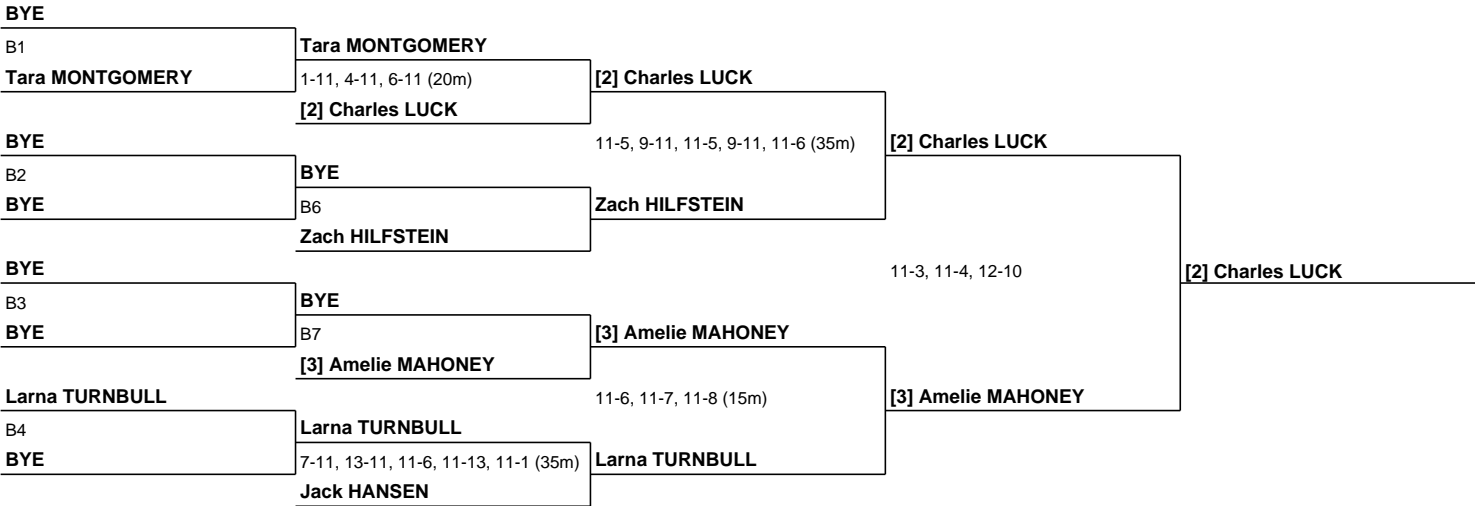 BYE
B1
Tara MONTGOMERY
Tara MONTGOMERY
1-11, 4-11, 6-11 (20m)
[2] Charles LUCK
[2] Charles LUCK
BYE
B2
BYE
BYE
B6
Zach HILFSTEIN
11-5, 9-11, 11-5, 9-11, 11-6 (35m)
Zach HILFSTEIN
[2] Charles LUCK
BYE
B3
BYE
BYE
B7
[3] Amelie MAHONEY
[3] Amelie MAHONEY
11-3, 11-4, 12-10
[2] Charles LUCK
Larna TURNBULL
B4
BYE
Larna TURNBULL
7-11, 13-11, 11-6, 11-13, 11-1 (35m)
Jack HANSEN
11-6, 11-7, 11-8 (15m)
Larna TURNBULL
[3] Amelie MAHONEY